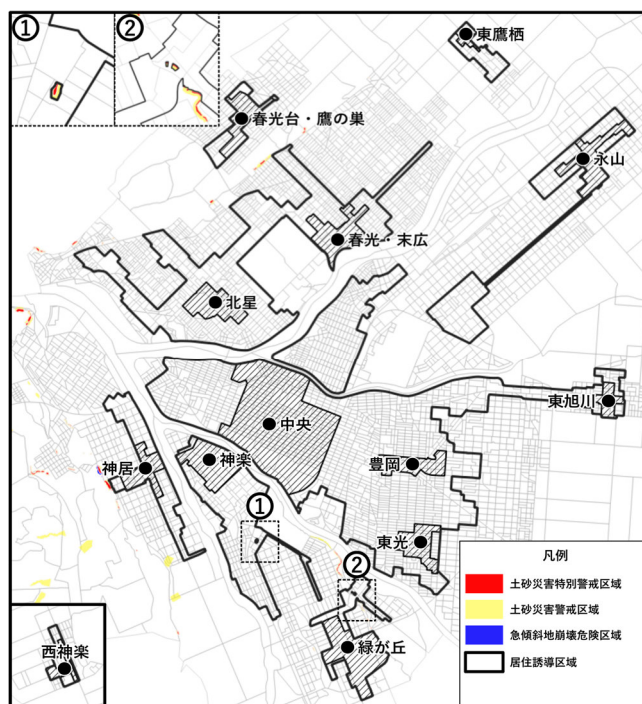 ①
②
東鷹栖
春光台・鷹の巣
永山
春光・末広
北星
東旭川
中央
神居
神楽
豊岡
①
東光
②
緑が丘
西神楽
凡例
土砂災害特別警戒区域
土砂災害警戒区域
急傾斜地崩壊危険区域
居住誘導区域